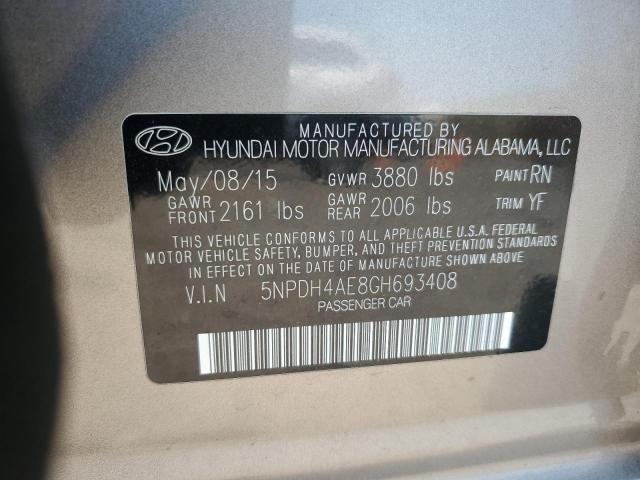 MANUFACTURED BY
HYUNDAI MOTOR MANUFACTURING ALABAMA, LLC
May/08/15 GVWR 3880 lbs PAINT RN
GAWR FRONT 2161 lbs GAWR REAR 2006 lbs TRIM YF
THIS VEHICLE CONFORMS TO ALL APPLICABLE U.S.A. FEDERAL
MOTOR VEHICLE SAFETY, BUMPER, AND THEFT PREVENTION STANDARDS
IN EFFECT ON THE DATE OF MANUFACTURE SHOWN ABOVE.
V.I.N 5NPDH4AE8GH693408
PASSENGER CAR